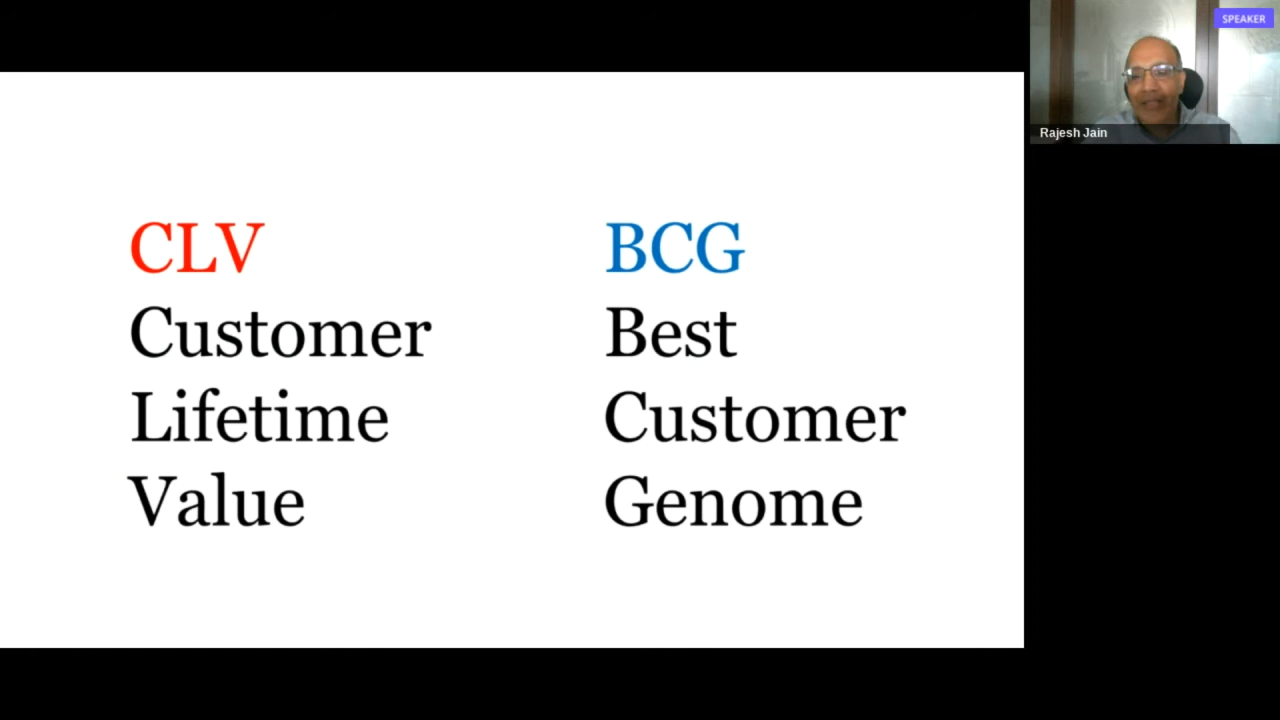 CLV
Customer
Lifetime
Value
BCG
Best
Customer
Genome
SPEAKER
Rajesh Jain